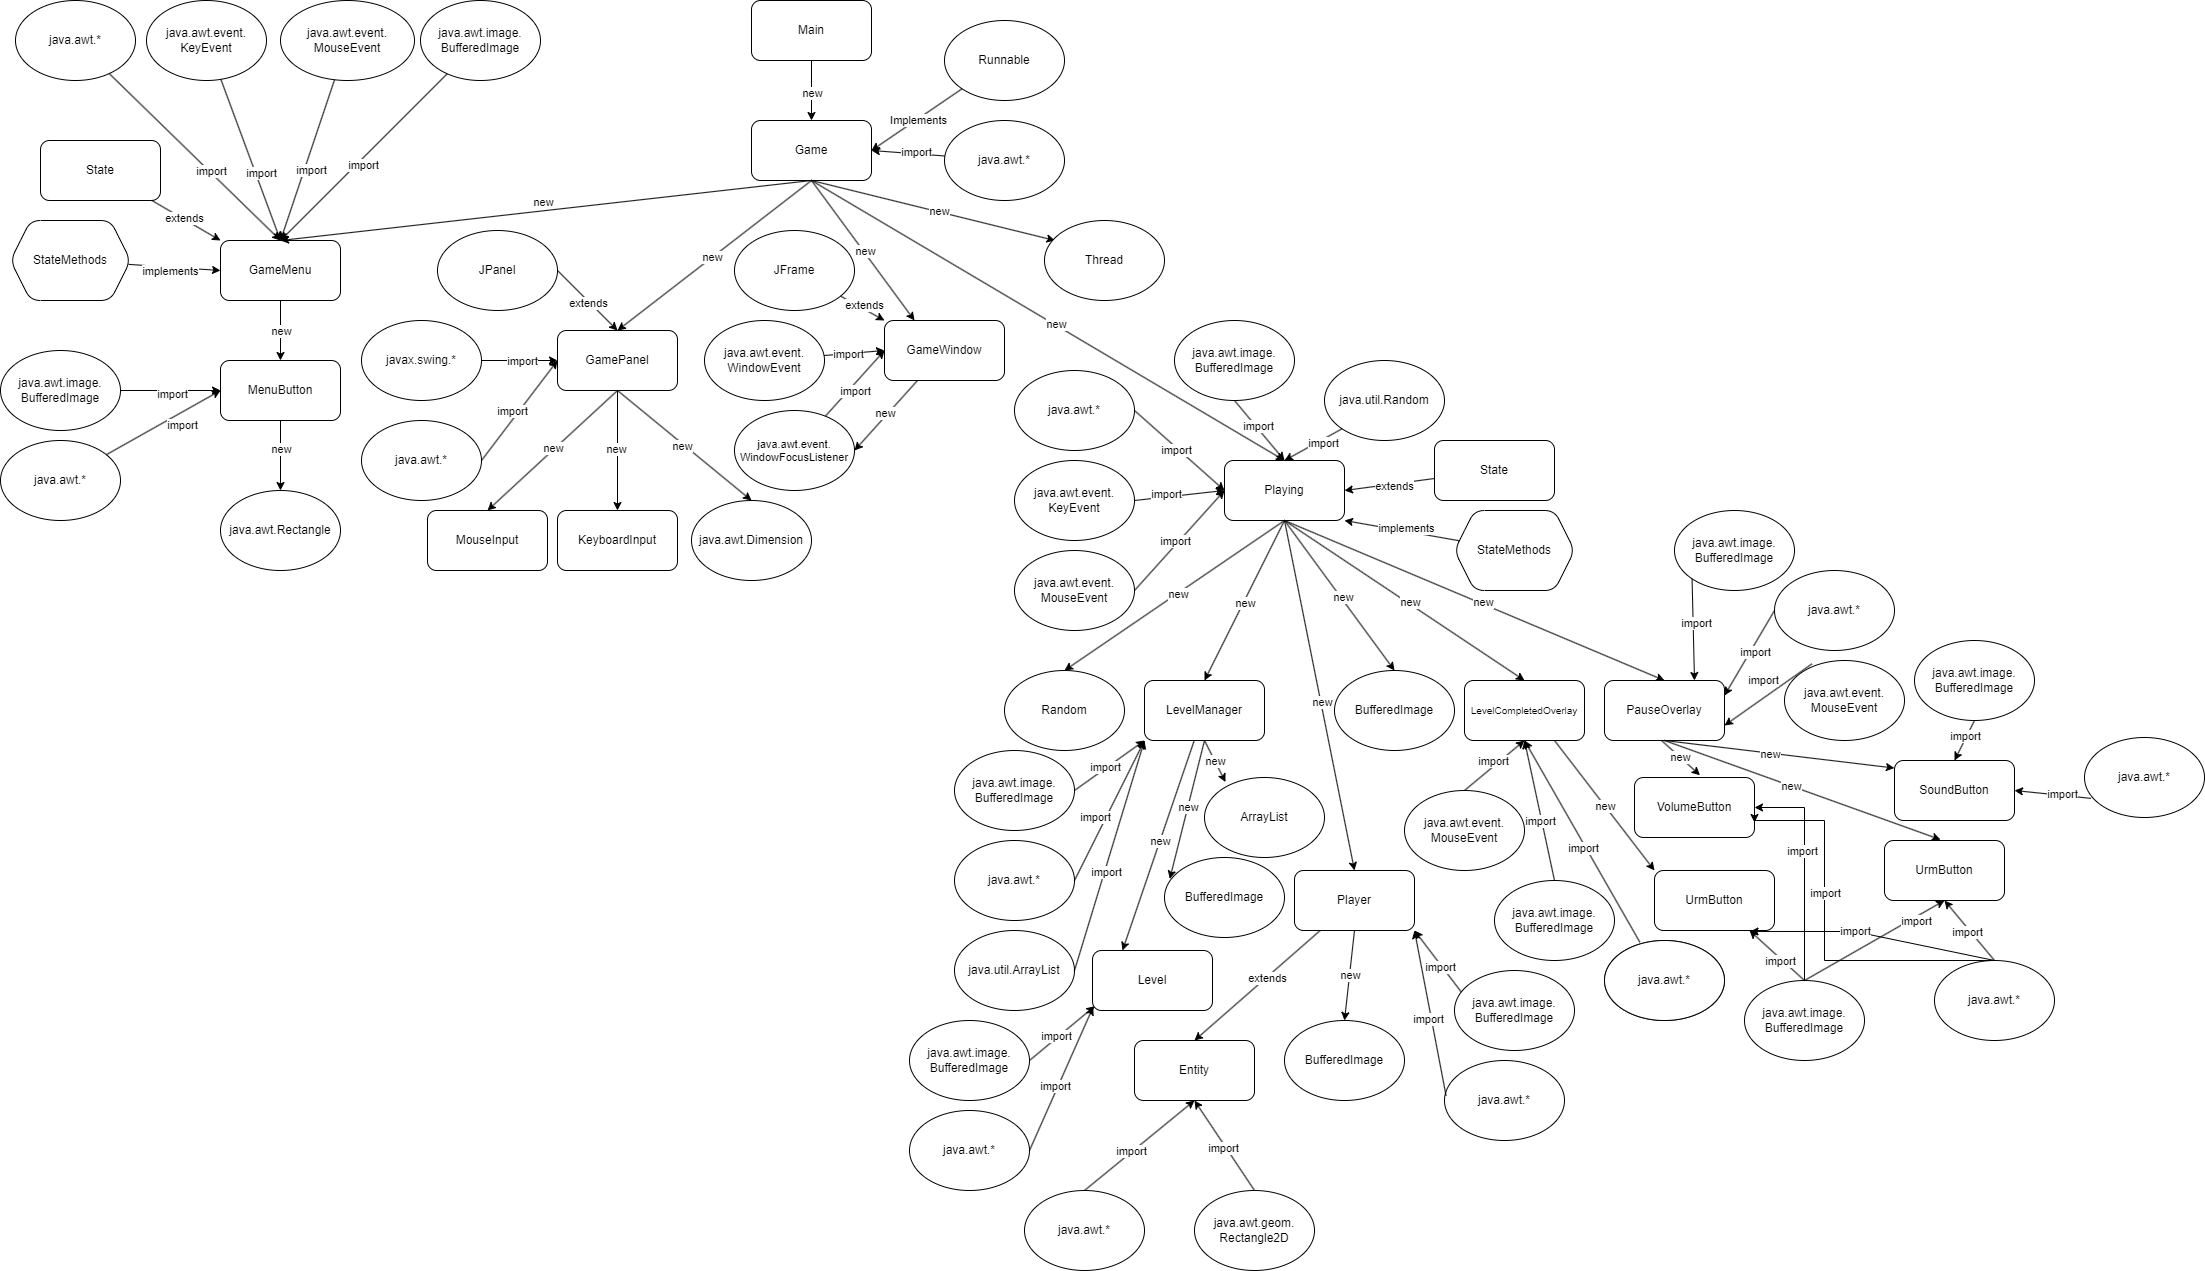 java.awt.*
java.awt.event.
KeyEvent
java.awt.event.
MouseEvent
java.awt.image.
BufferedImage
Main
Runnable
new
Implements
Game
import
java.awt.*
import
import
import
import
State
extends
new
new
StateMethods
implements
GameMenu
JPanel
new
JFrame
new
Thread
extends
extends
new
new
javax.swing.*
import
GamePanel
java.awt.event.
WindowEvent
import
GameWindow
new
java.awt.image.
BufferedImage
java.util.Random
java.awt.image.
BufferedImage
import
MenuButton
import
java.awt.*
import
import
new
java.awt.*
import
import
new
java.awt.*
new
new
new
java.awt.event.
WindowFocusListener
import
State
java.awt.event.
KeyEvent
import
Playing
extends
java.awt.Rectangle
MouseInput
KeyboardInput
java.awt.Dimension
import
implements
StateMethods
java.awt.image.
BufferedImage
java.awt.event.
MouseEvent
new
new
new
new
new
java.awt.*
import
import
java.awt.image.
BufferedImage
import
java.awt.event.
MouseEvent
Random
LevelManager
new
BufferedImage
LevelCompletedOverlay
PauseOverlay
import
java.awt.image.
BufferedImage
import
new
import
new
new
java.awt.*
new
new
import
VolumeButton
SoundButton
import
java.awt.*
import
new
ArrayList
java.awt.event.
MouseEvent
import
new
new
import
import
import
java.awt.*
BufferedImage
Player
java.awt.image.
BufferedImage
UrmButton
import
UrmButton
java.util.ArrayList
Level
extends
new
import
java.awt.*
import
import
import
import
java.awt.image.
BufferedImage
java.awt.image.
BufferedImage
java.awt.*
java.awt.image.
BufferedImage
import
import
Entity
BufferedImage
import
java.awt.*
java.awt.*
import
import
java.awt.*
java.awt.geom.
Rectangle2D